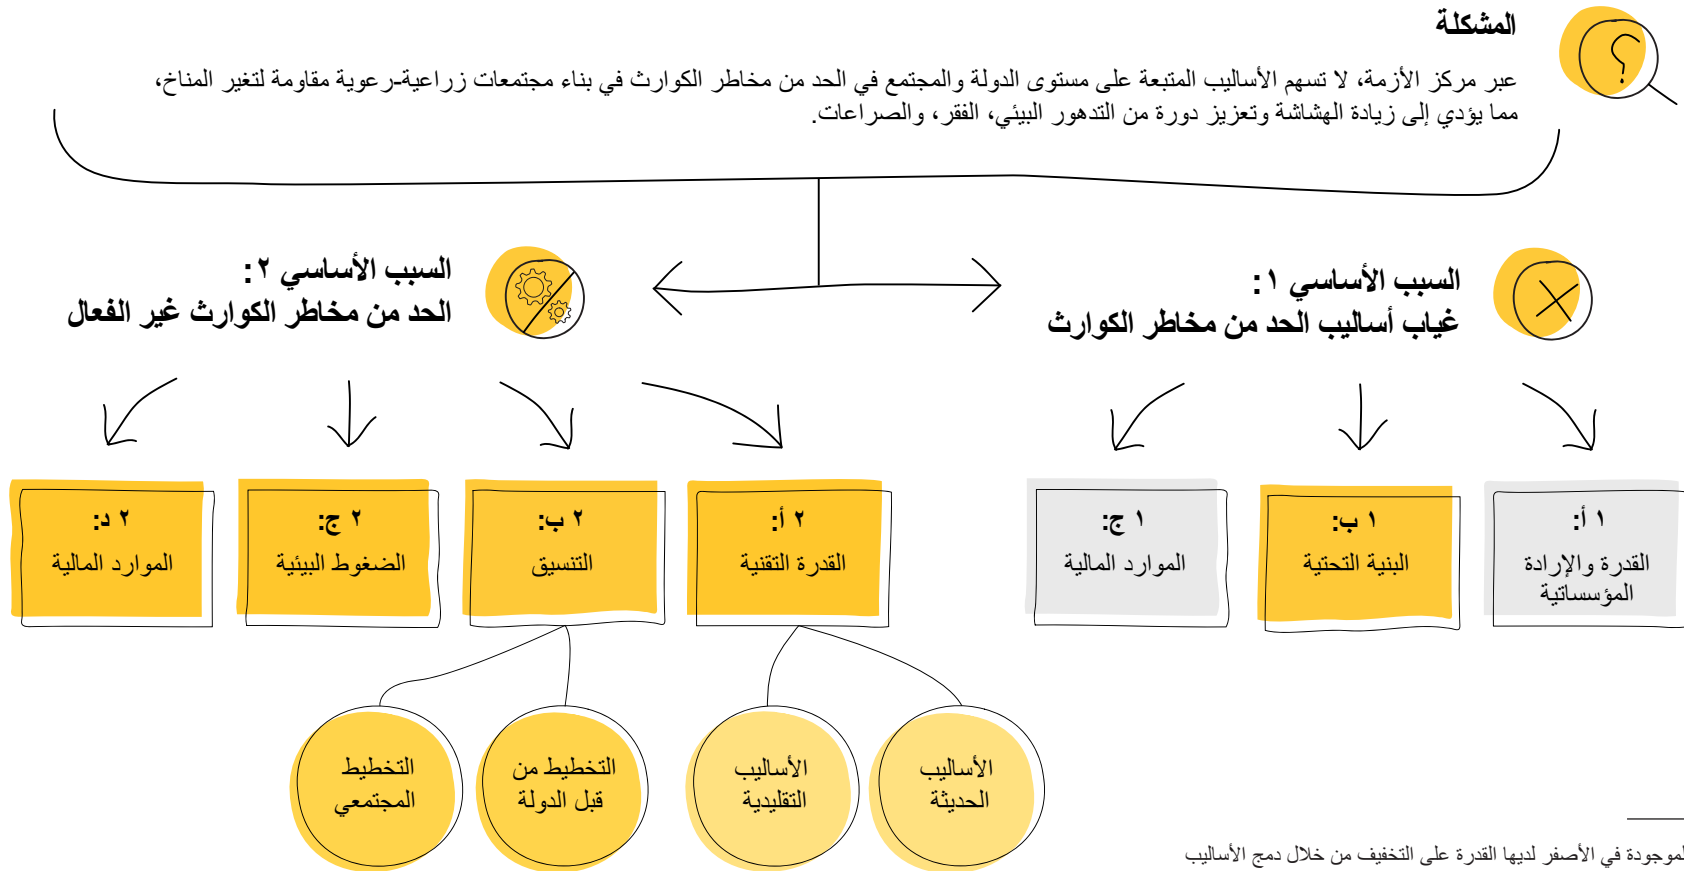 المشكلة
عبر مركز الأزمة، لا تسهم الأساليب المتبعة على مستوى الدولة والمجتمع في الحد من مخاطر الكوارث في بناء مجتمعات زراعية-رعوية مقاومة لتغير المناخ،
مما يؤدي إلى زيادة الهشاشة وتعزيز دورة من التدهور البيئي، الفقر، والصراعات.
السبب الأساسي ١:
غياب أساليب الحد من مخاطر الكوارث
السبب الأساسي ٢:
الحد من مخاطر الكوارث غير الفعال
١ أ:
القدرة والإرادة
المؤسساتية
١ ب:
البنية التحتية
١ ج:
الموارد المالية
٢ أ:
القدرة التقنية
٢ ب:
التنسيق
٢ ج:
الضغوط البيئية
٢ د:
الموارد المالية
الأساليب
الحديثة
الأساليب
التقليدية
التخطيط من
قبل الدولة
التخطيط
المجتمعي
الموجودة في الأصفر لديها القدرة على التخفيف من خلال دمج الأساليب